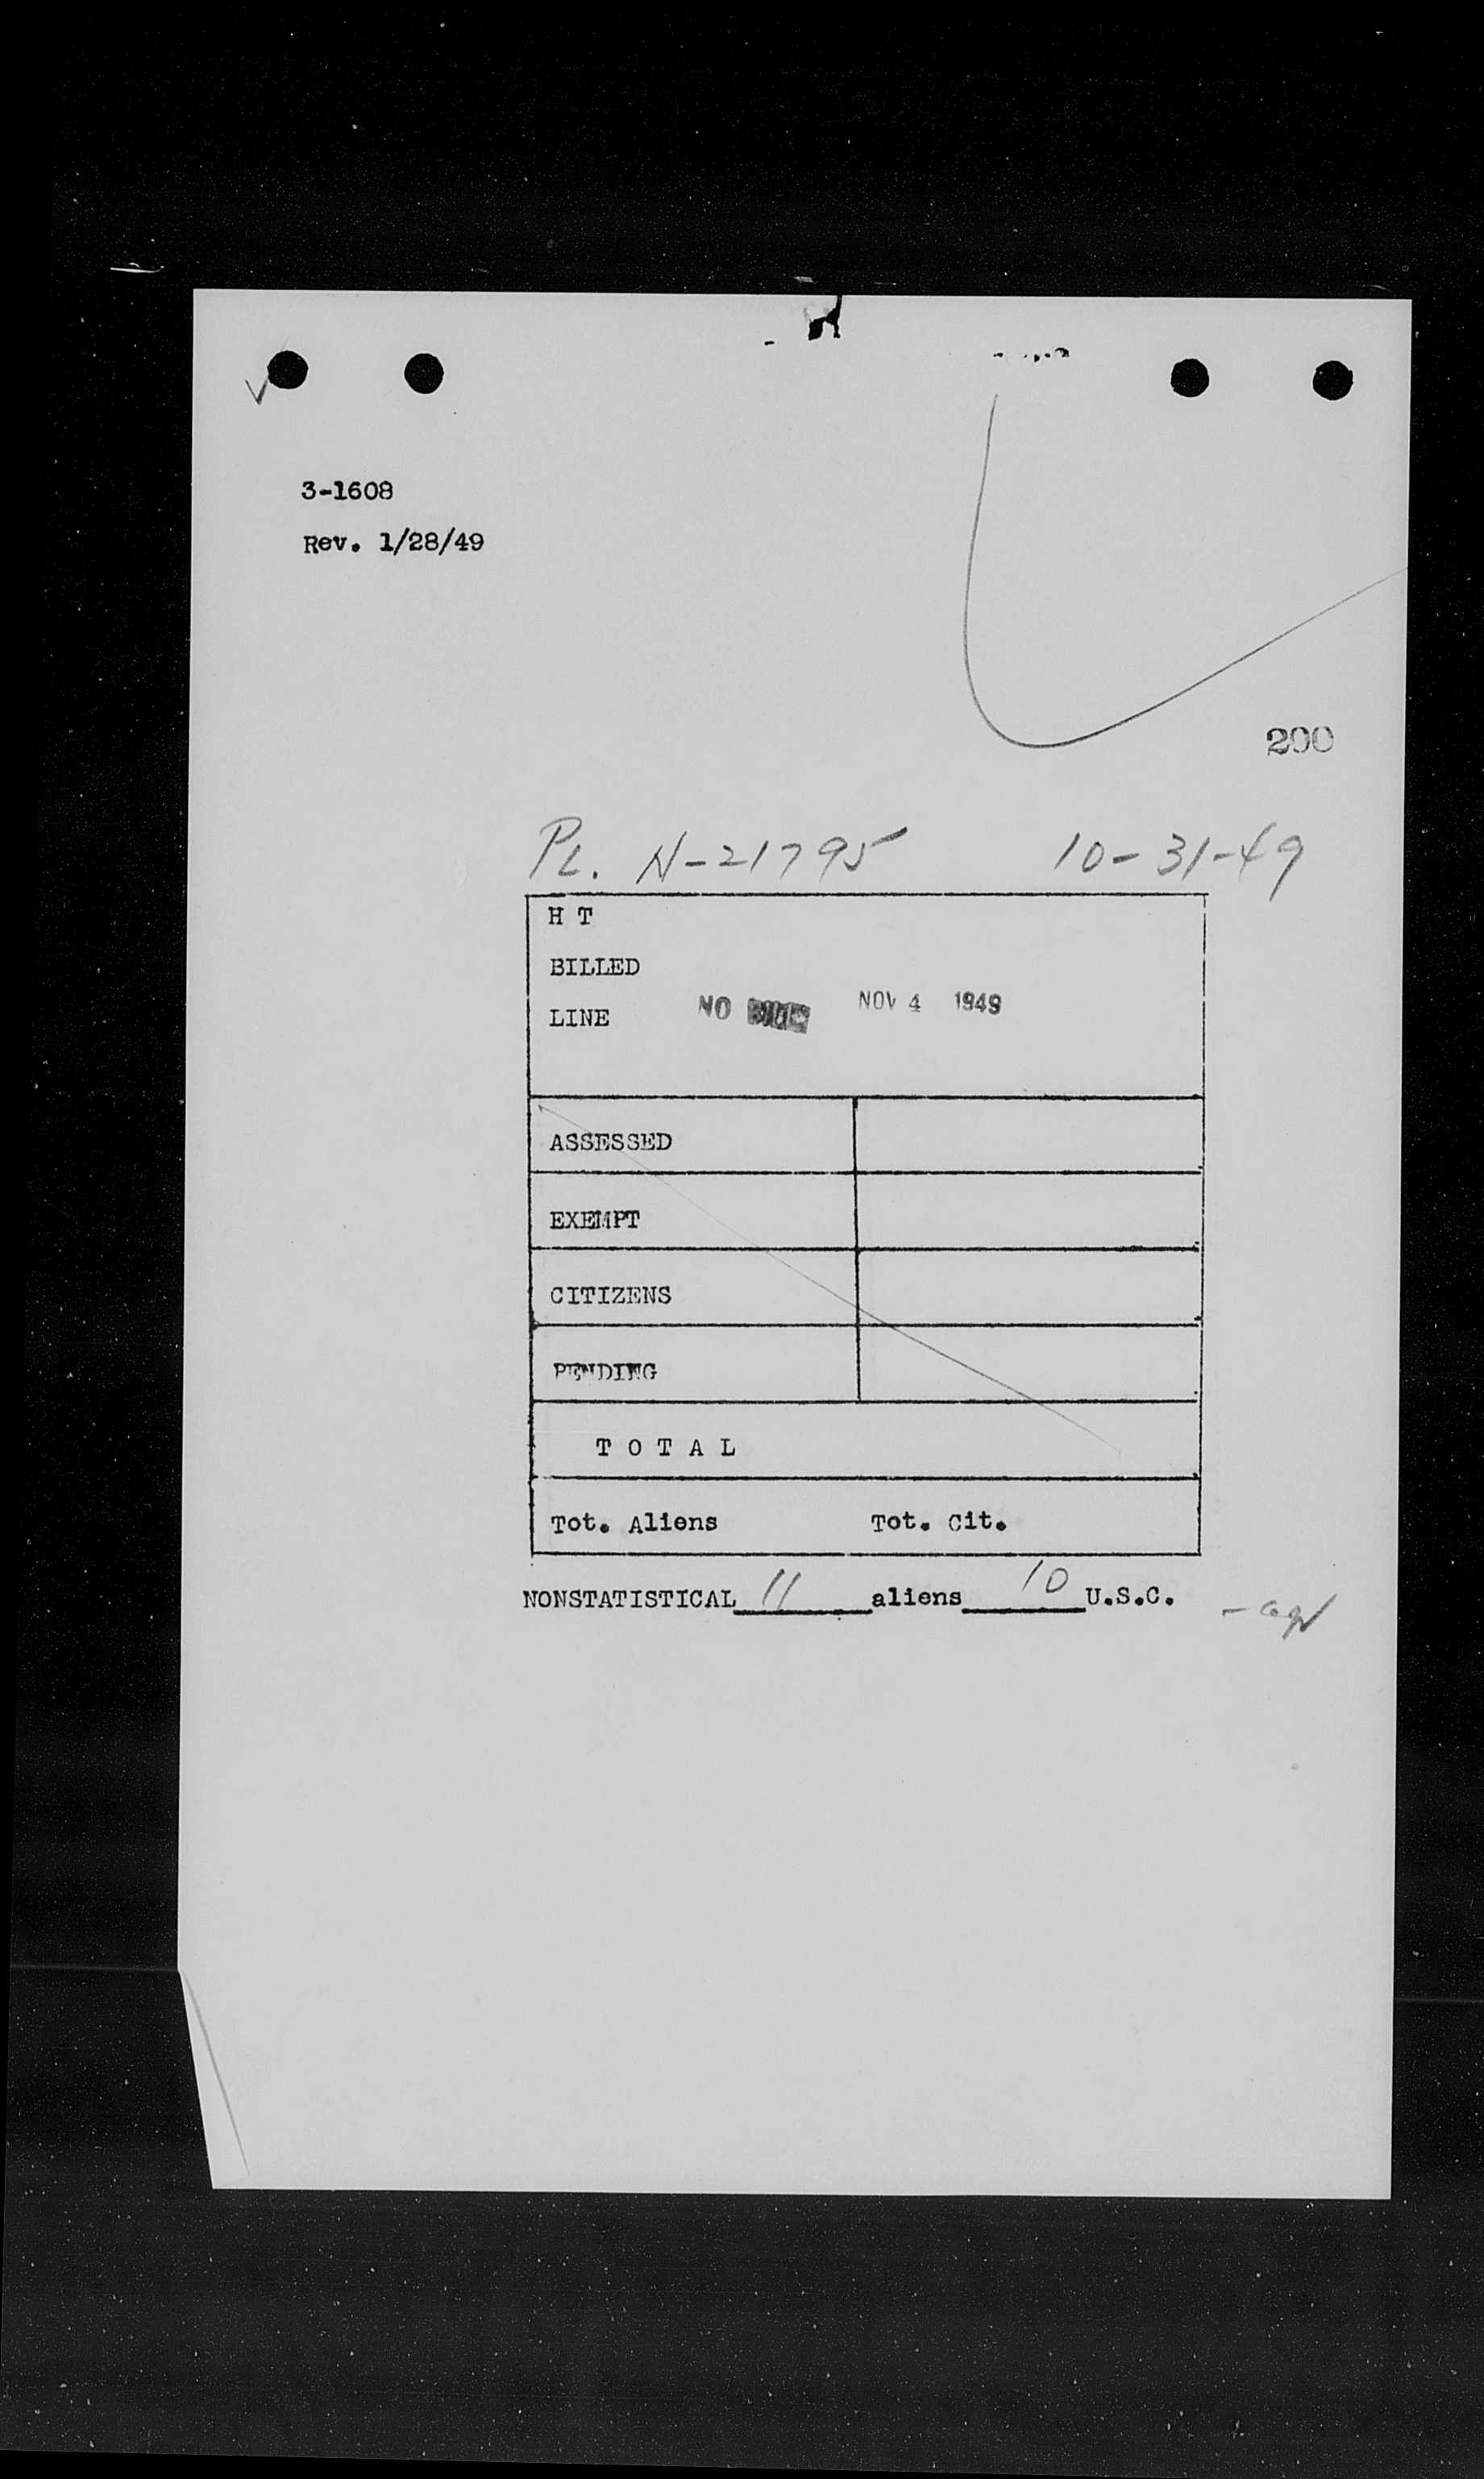 3-1608
Rev. 1/28/49
200
PL. N-21795 10-31-49
H T
BILLED
LINE NO NOV 4 1949
ASSESSED
EXEMPT
CITIZENS
PENDING
T O T A L
Tot. Aliens Tot. Cit.
NONSTATISTICAL 11 aliens 10 U.S.C.